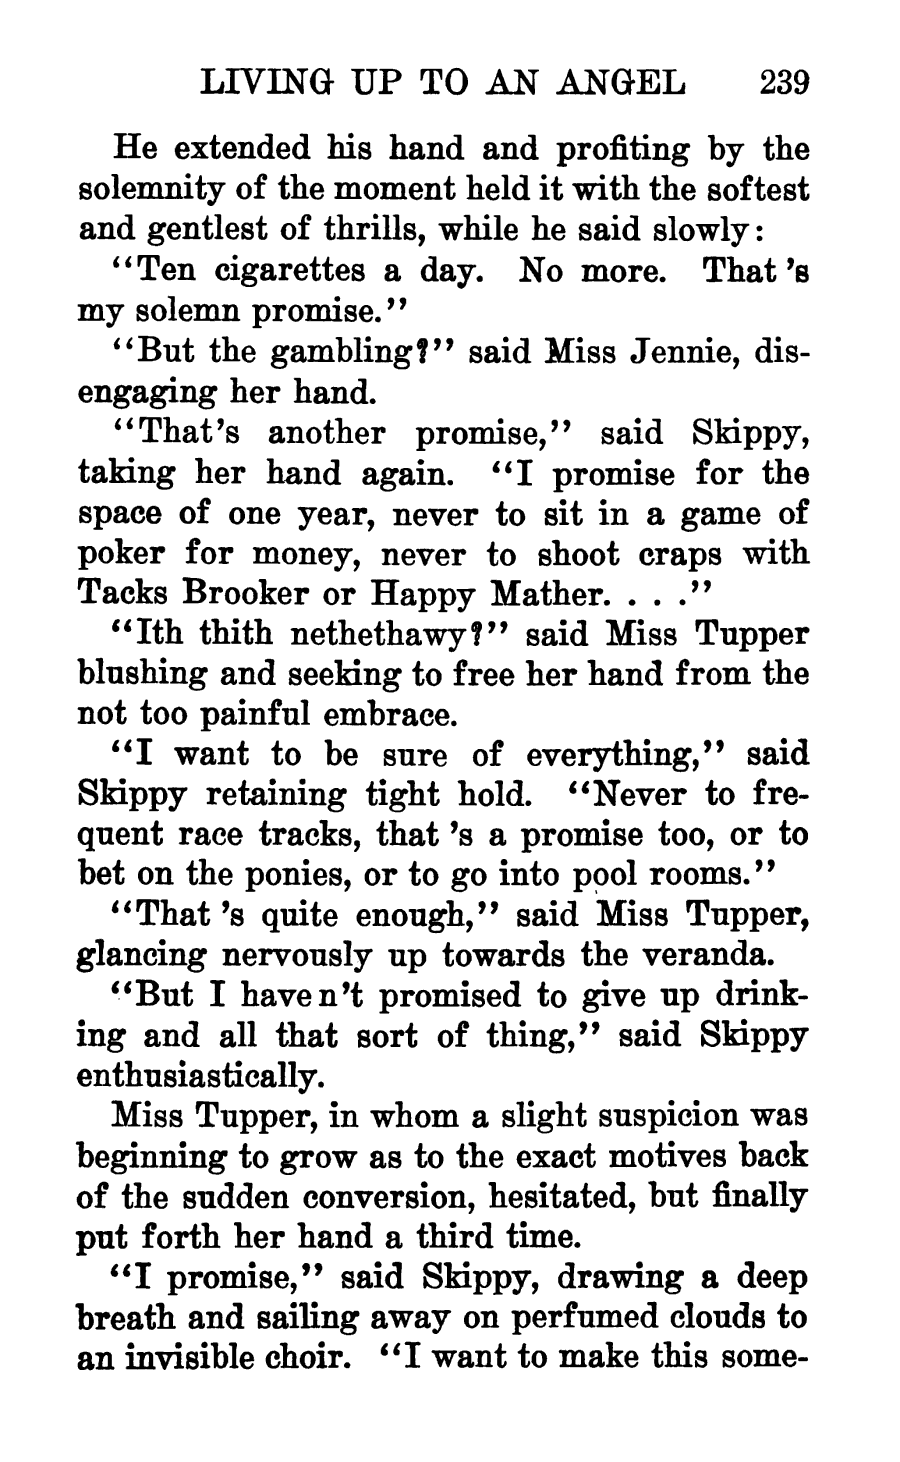 LIVING UP TO AN ANGEL 239
He extended his hand and profiting by the
solemnity of the moment held it with the softest
and gentlest of thrills, while he said slowly:
"Ten cigarettes a day. No more. That 's
my solemn promise."
"But the gambling?" said Miss Jennie, dis-
engaging her hand.
"That's another promise," said Skippy,
taking her hand again. "I promise for the
space of one year, never to sit in a game of
poker for money, never to shoot craps with
Tacks Brooker or Happy Mather. . . ."
"Ith thith nethethawy?" said Miss Tupper
blushing and seeking to free her hand from the
not too painful embrace.
"I want to be sure of everything," said
Skippy retaining tight hold. "Never to fre-
quent race tracks, that 's a promise too, or to
bet on the ponies, or to go into pool rooms."
"That 's quite enough," said Miss Tupper,
glancing nervously up towards the veranda.
"But I have n't promised to give up drink-
ing and all that sort of thing," said Skippy
enthusiastically.
Miss Tupper, in whom a slight suspicion was
beginning to grow as to the exact motives back
of the sudden conversion, hesitated, but finally
put forth her hand a third time.
"I promise," said Skippy, drawing a deep
breath and sailing away on perfumed clouds to
an invisible choir. "I want to make this some-